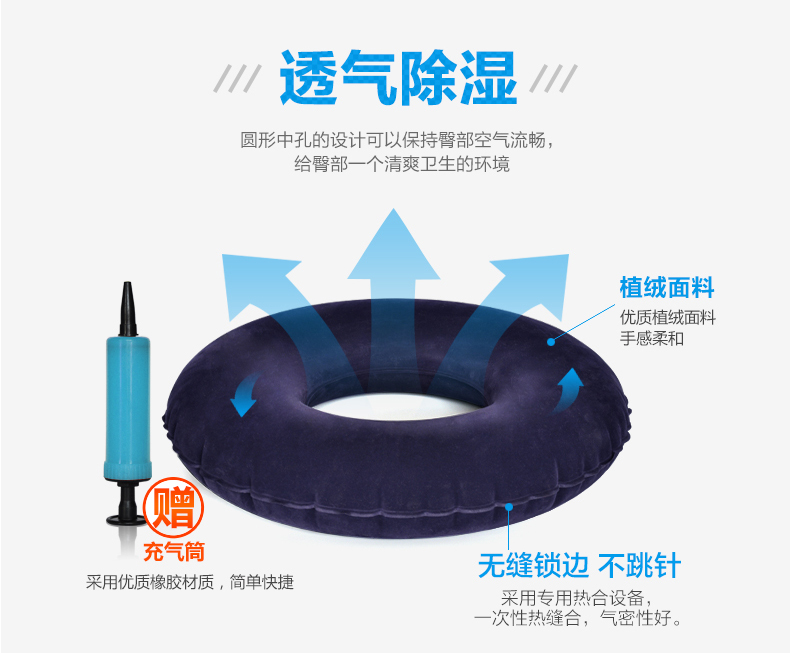 透气除湿
圆形中孔的设计可以保持臀部空气流畅，
给臀部一个清爽卫生的环境
植绒面料
优质植绒面料
手感柔和
赠
充气筒
采用优质橡胶材质，简单快捷
无缝锁边 不跳针
采用专用热合设备，
一次性热缝合，气密性好。